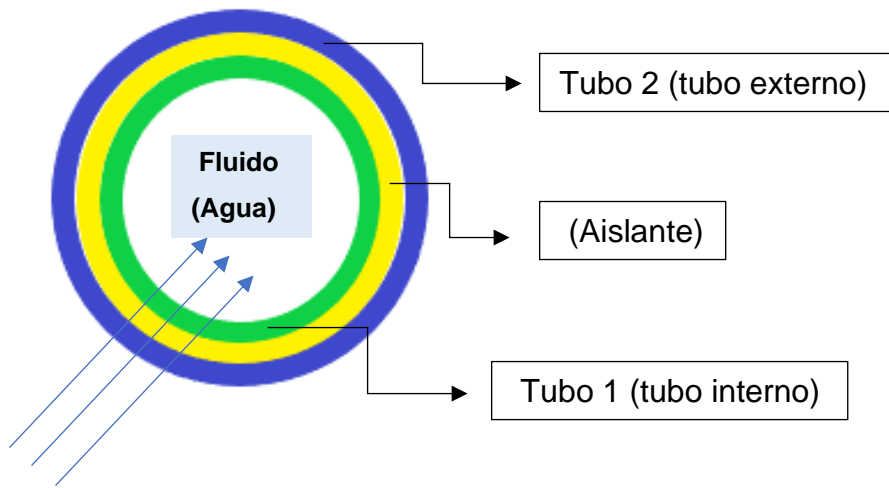 Tubo 2 (tubo externo)
Fluido
(Agua)
(Aislante)
Tubo 1 (tubo interno)